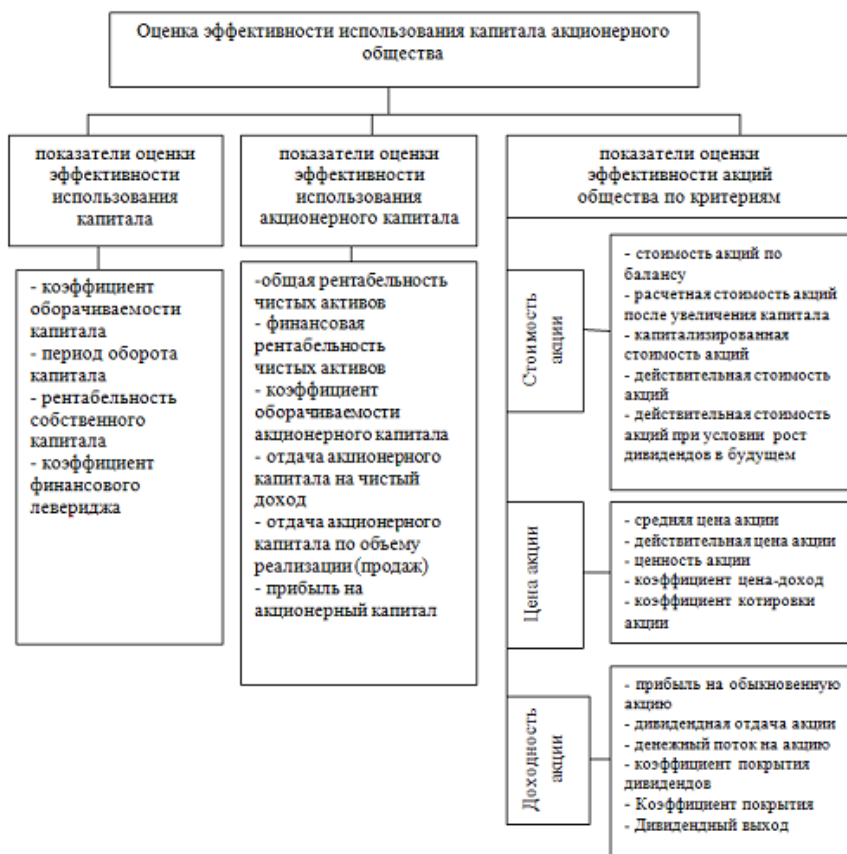 Оценка эффективности использования капитала акционерного
общества
показатели оценки
эффективности
использования
капитала
- коэффициент
оборачиваемости
капитала
- период оборота
капитала
- рентабельность
собственного
капитала
- коэффициент
финансового
левериджа
показатели оценки
эффективности
использования
акционерного капитала
-общая рентабельность
чистых активов
- финансовая
рентабельность
чистых активов
- коэффициент
оборачиваемости
акционерного капитала
- отдача акционерного
капитала на чистый
доход
- отдача акционерного
капитала по объему
реализации (продаж)
- прибыль на
акционерный капитал
показатели оценки
эффективности акций
общества по критериям
Стоимость
акции
- стоимость акций по
балансу
- расчетная стоимость акций
после увеличения капитала
- капитализированная
стоимость акций
- действительная стоимость
акций
- действительная стоимость
акций при условии рост
дивидендов в будущем
Цена акции
- средняя цена акции
- действительная цена акции
- ценность акции
- коэффициент цена-доход
- коэффициент котировки
акции
Доходность
акции
- прибыль на обыкновенную
акцию
- дивидендная отдача акции
- денежный поток на акцию
- коэффициент покрытия
дивидендов
- Коэффициент покрытия
- Дивидендный выход